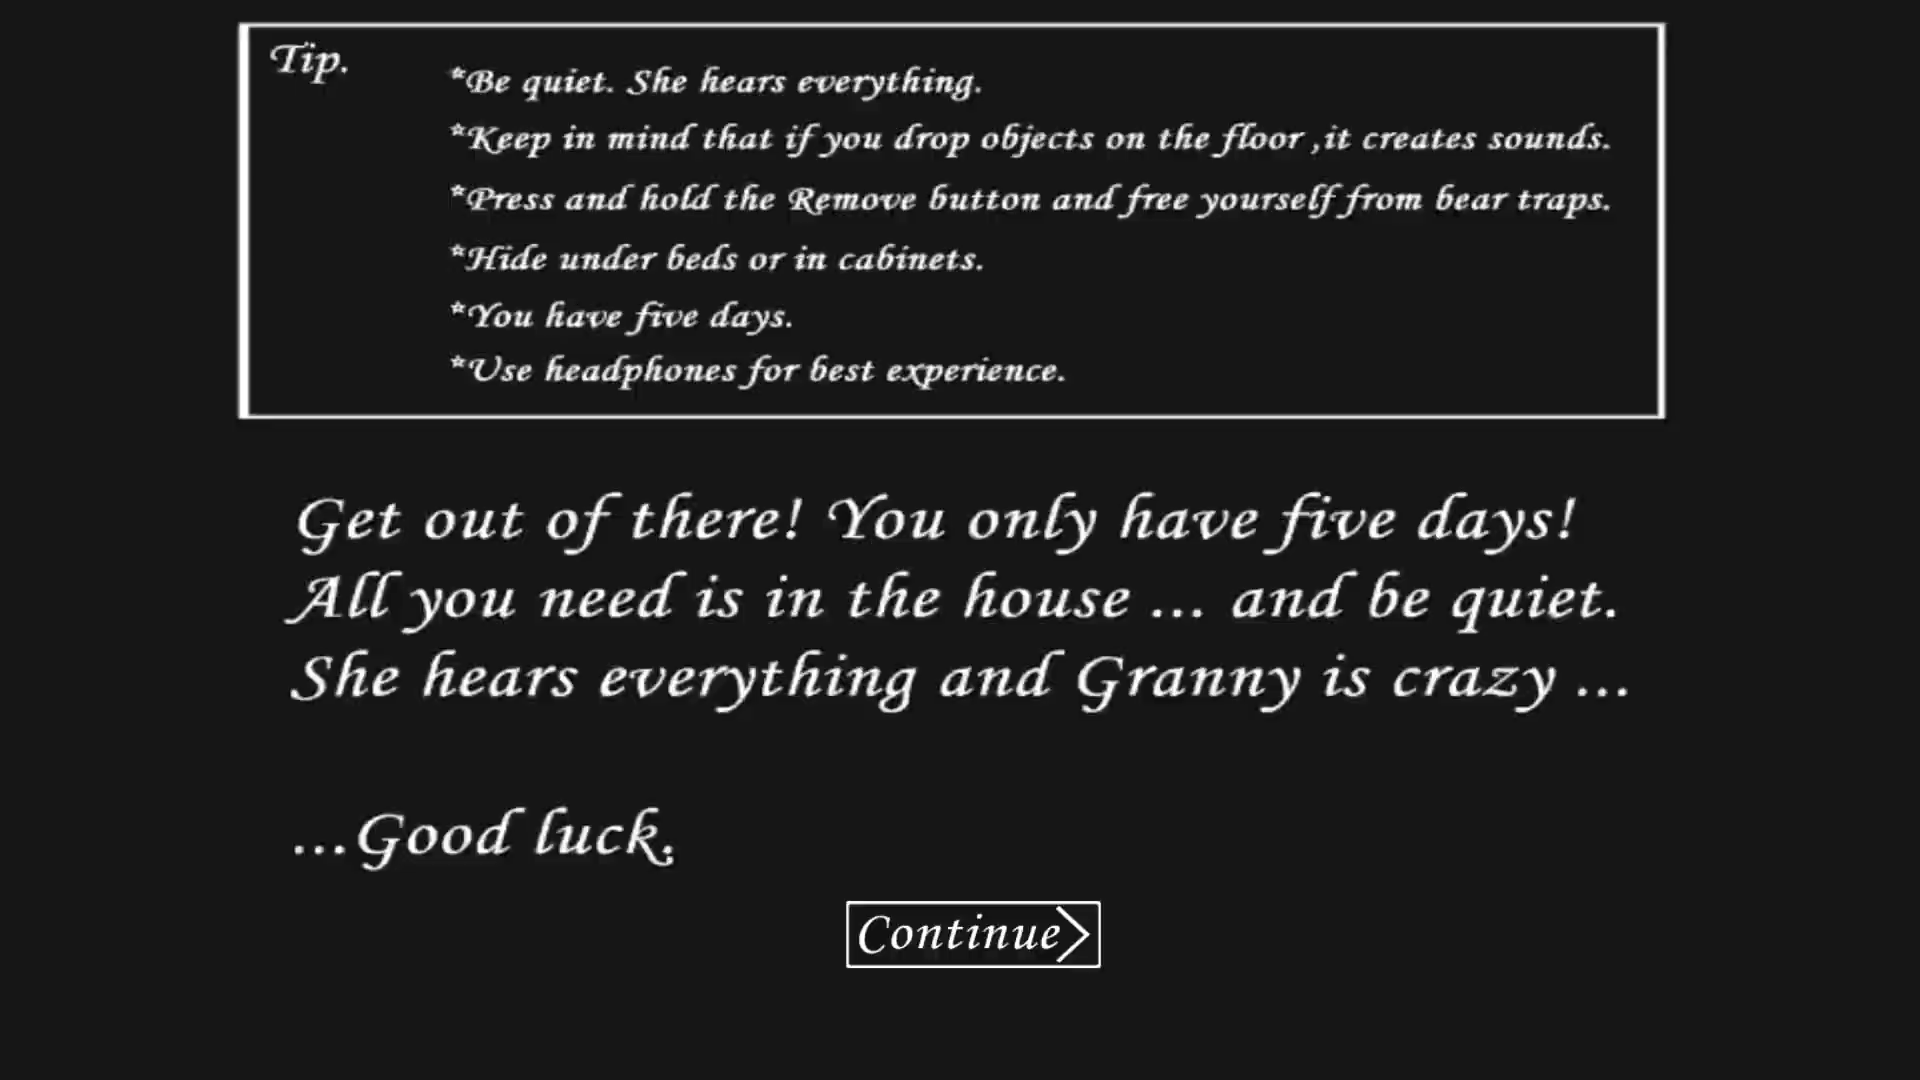 Tip.
*Be quiet. She hears everything.
*Keep in mind that if you drop objects on the floor ,it creates sounds.
*Press and hold the Remove button and free yourself from bear traps.
*Hide under beds or in cabinets.
*You have five days.
*Use headphones for best experience.
Get out of there! You only have five days!
All you need is in the house ... and be quiet.
She hears everything and Granny is crazy ...
...Good luck.
Continue>